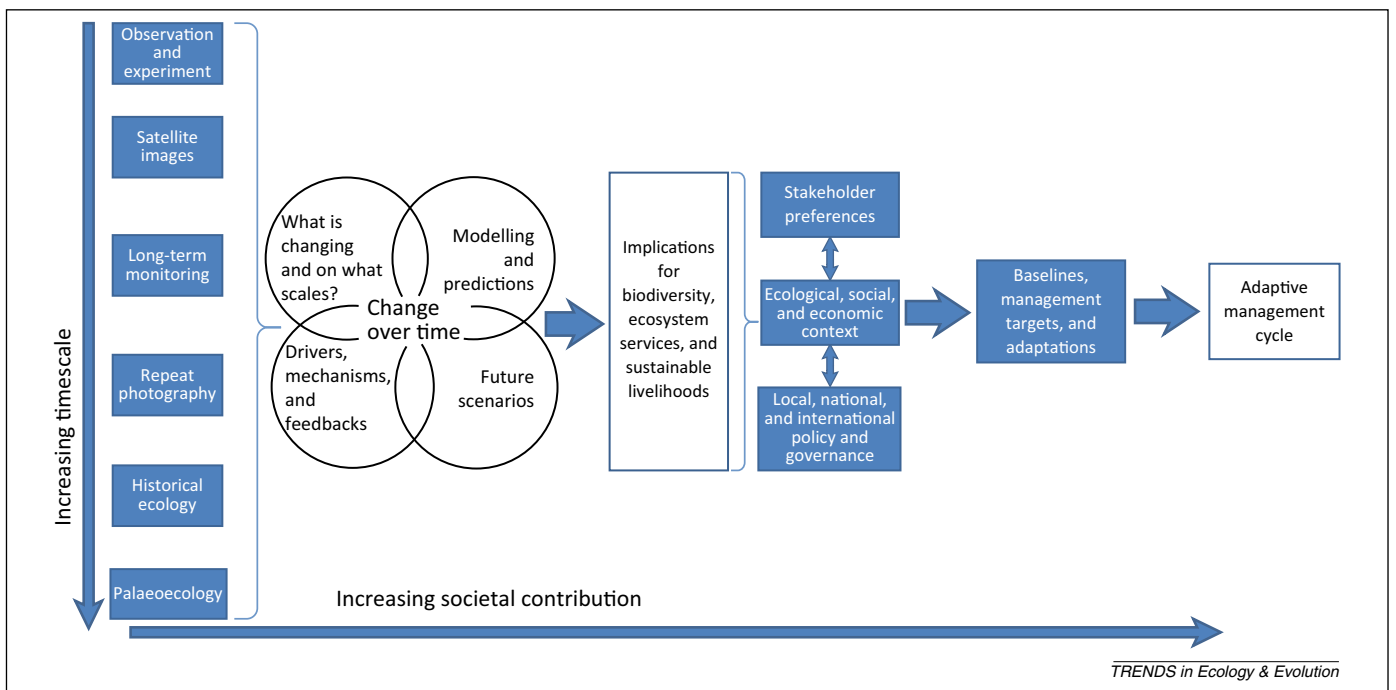 Increasing timescale
Observation
and
experiment
Satellite
images
Long-term
monitoring
Repeat
photography
Historical
ecology
Palaeoecology
What is
changing
and on what
scales?
Modelling
and
predictions
Change
over time
Drivers,
mechanisms,
and
feedbacks
Future
scenarios
Implications
for
biodiversity,
ecosystem
services, and
sustainable
livelihoods
Stakeholder
preferences
Ecological, social,
and economic
context
Local, national,
and international
policy and
governance
Baselines,
management
targets, and
adaptations
Adaptive
management
cycle
Increasing societal contribution
TRENDS in Ecology & Evolution